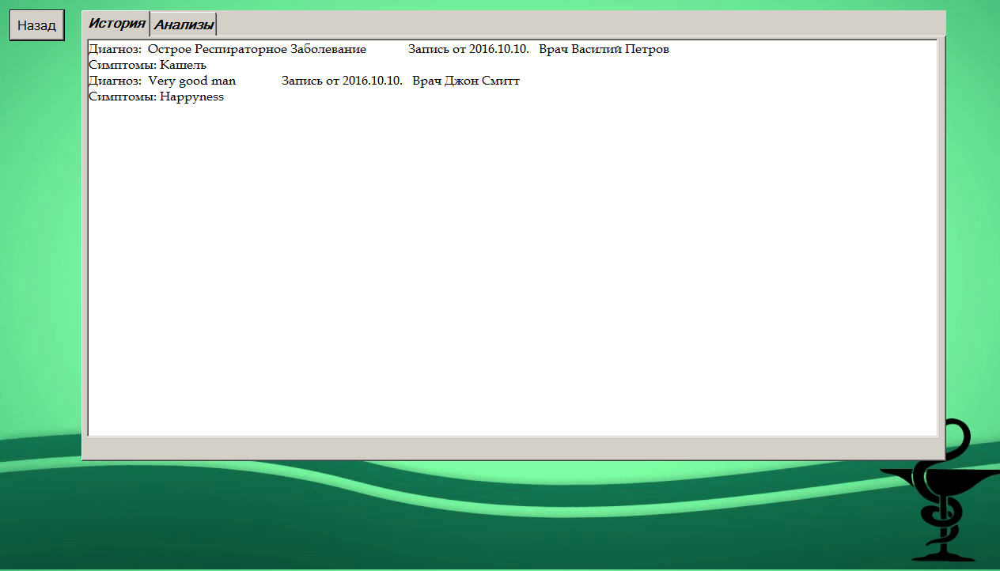 Назад
История Анализы
Диагноз: Острое Респираторное Заболевание Запись от 2016.10.10. Врач Василий Петров
Симптомы: Кашель
Диагноз: Very good man Запись от 2016.10.10. Врач Джон Смитт
Симптомы: Happyness